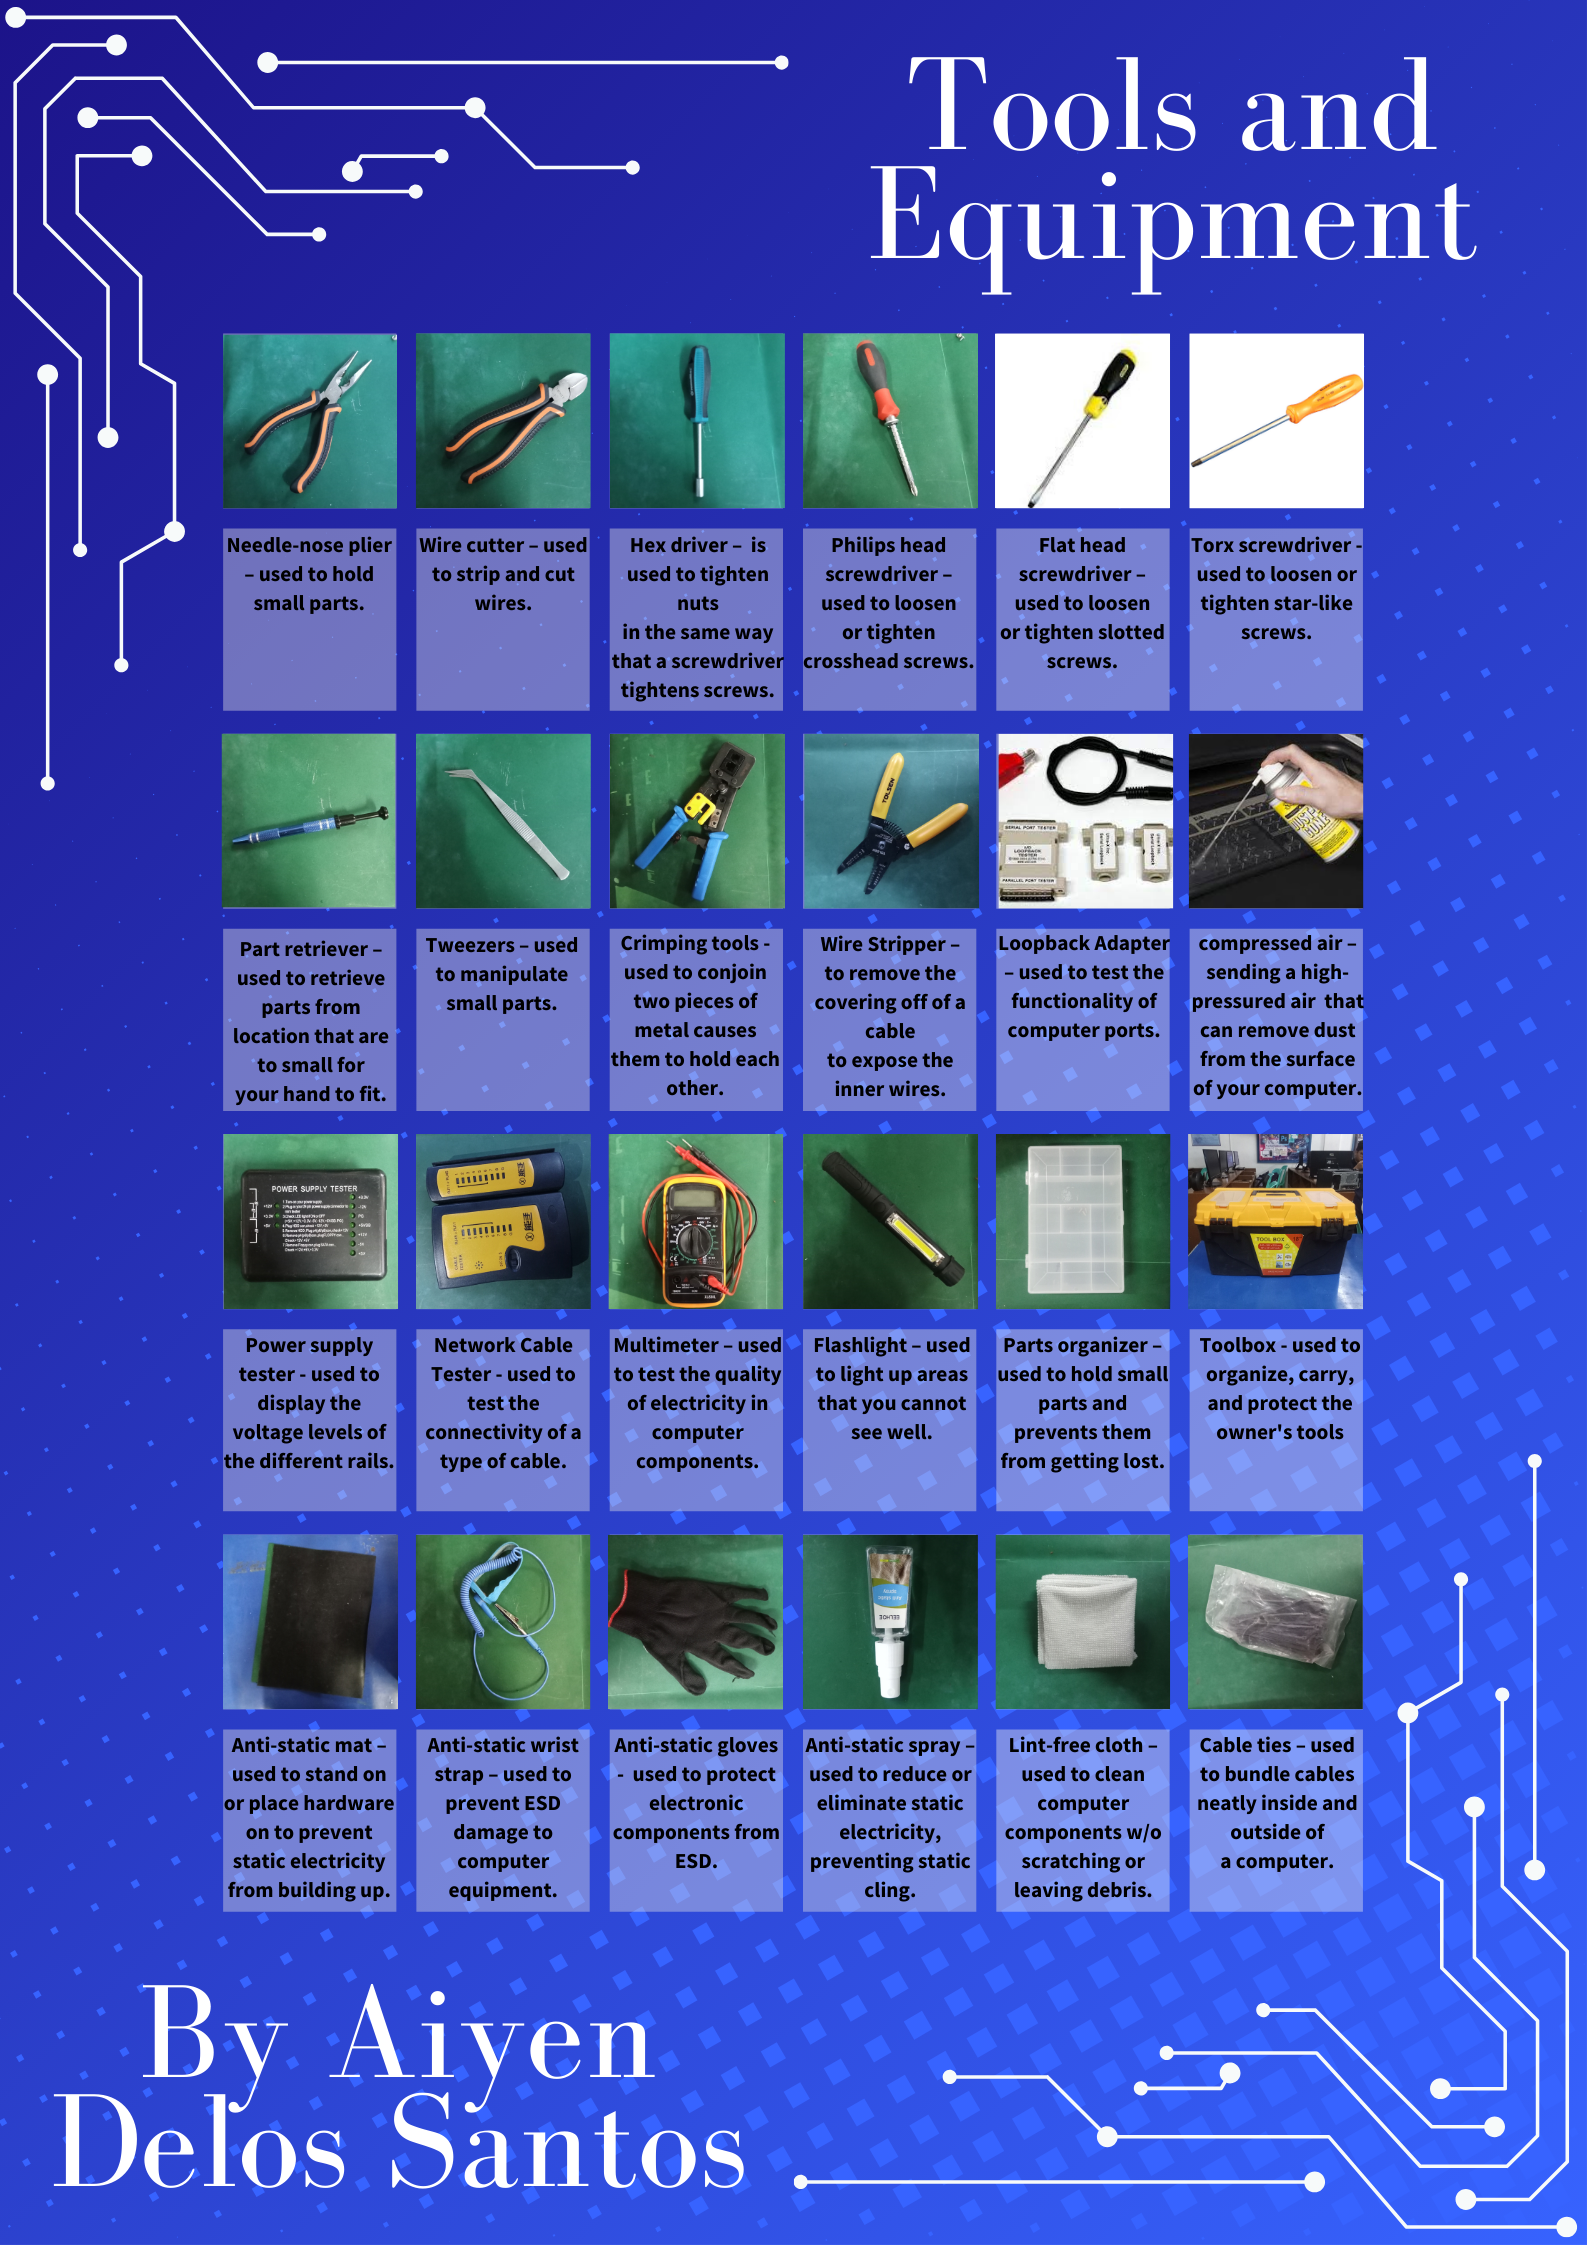 Tools and
Equipment
Needle-nose plier
– used to hold
small parts.
Wire cutter – used
to strip and cut
wires.
Hex driver –  is
used to tighten
nuts
in the same way
that a screwdriver
tightens screws.
Philips head
screwdriver –
used to loosen
or tighten
crosshead screws.
Flat head
screwdriver –
used to loosen
or tighten slotted
screws.
Torx screwdriver -
used to loosen or
tighten star-like
screws.
TOLSEN
SERIAL PORT TESTER
I/O
LOOPBACK
TESTER
PARALLEL PORT TESTER
Part retriever –
used to retrieve
parts from
location that are
to small for
your hand to fit.
Tweezers – used
to manipulate
small parts.
Crimping tools -
used to conjoin
two pieces of
metal causes
them to hold each
other.
Wire Stripper –
to remove the
covering off of a
cable
to expose the
inner wires.
Loopback Adapter
– used to test the
functionality of
computer ports.
compressed air –
sending a high-
pressured air  that
can remove dust
from the surface
of your computer.
POWER SUPPLY TESTER
TOOL BOX
Power supply
tester - used to
display the
voltage levels of
the different rails.
Network Cable
Tester - used to
test the
connectivity of a
type of cable.
Multimeter – used
to test the quality
of electricity in
computer
components.
Flashlight – used
to light up areas
that you cannot
see well.
Parts organizer –
used to hold small
parts and
prevents them
from getting lost.
Toolbox - used to
organize, carry,
and protect the
owner's tools
EELHOE
Anti-static mat –
used to stand on
or place hardware
on to prevent
static electricity
from building up.
Anti-static wrist
strap – used to
prevent ESD
damage to
computer
equipment.
Anti-static gloves
-  used to protect
electronic
components from
ESD.
Anti-static spray –
used to reduce or
eliminate static
electricity,
preventing static
cling.
Lint-free cloth –
used to clean
computer
components w/o
scratching or
leaving debris.
Cable ties – used
to bundle cables
neatly inside and
outside of
a computer.
By Aiyen
Delos Santos